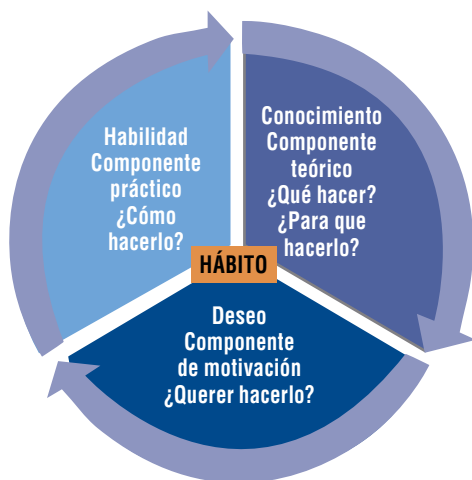 Habilidad
Componente
práctico
¿Cómo
hacerlo?
Conocimiento
Componente
teórico
¿Qué hacer?
¿Para que
hacerlo?
HÁBITO
Deseo
Componente
de motivación
¿Querer hacerlo?